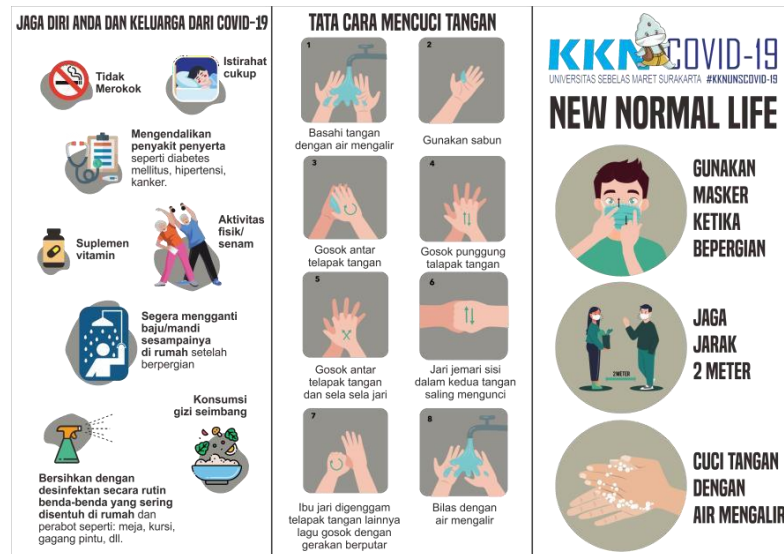 JAGA DIRI ANDA DAN KELUARGA DARI COVID-19
Tidak
Merokok
Istirahat
cukup
Mengendalikan
penyakit penyerta
seperti diabetes
mellitus, hipertensi,
kanker.
Suplemen
vitamin
Aktivitas
fisik/
senam
Segera mengganti
baju/mandi
sesampainya
di rumah setelah
berpergian
Konsumsi
gizi seimbang
Bersihkan dengan
desinfektan secara rutin
benda-benda yang sering
disentuh di rumah dan
perabot seperti: meja, kursi,
gagang pintu, dll.
TATA CARA MENCUCI TANGAN
1
Basahi tangan
dengan air mengalir
2
Gunakan sabun
3
Gosok antar
telapak tangan
4
Gosok punggung
talapak tangan
5
Gosok antar
telapak tangan
dan sela sela jari
6
Jari jemari sisi
dalam kedua tangan
saling mengunci
7
Ibu jari digenggam
telapak tangan lainnya
lagu gosok dengan
gerakan berputar
8
Bilas dengan
air mengalir
KKN COVID-19
UNIVERSITAS SEBELAS MARET SURAKARTA #KKNUNSCOVID-19
NEW NORMAL LIFE
GUNAKAN
MASKER
KETIKA
BEPERGIAN
2 METER
JAGA
JARAK
2 METER
CUCI TANGAN
DENGAN
AIR MENGALIR